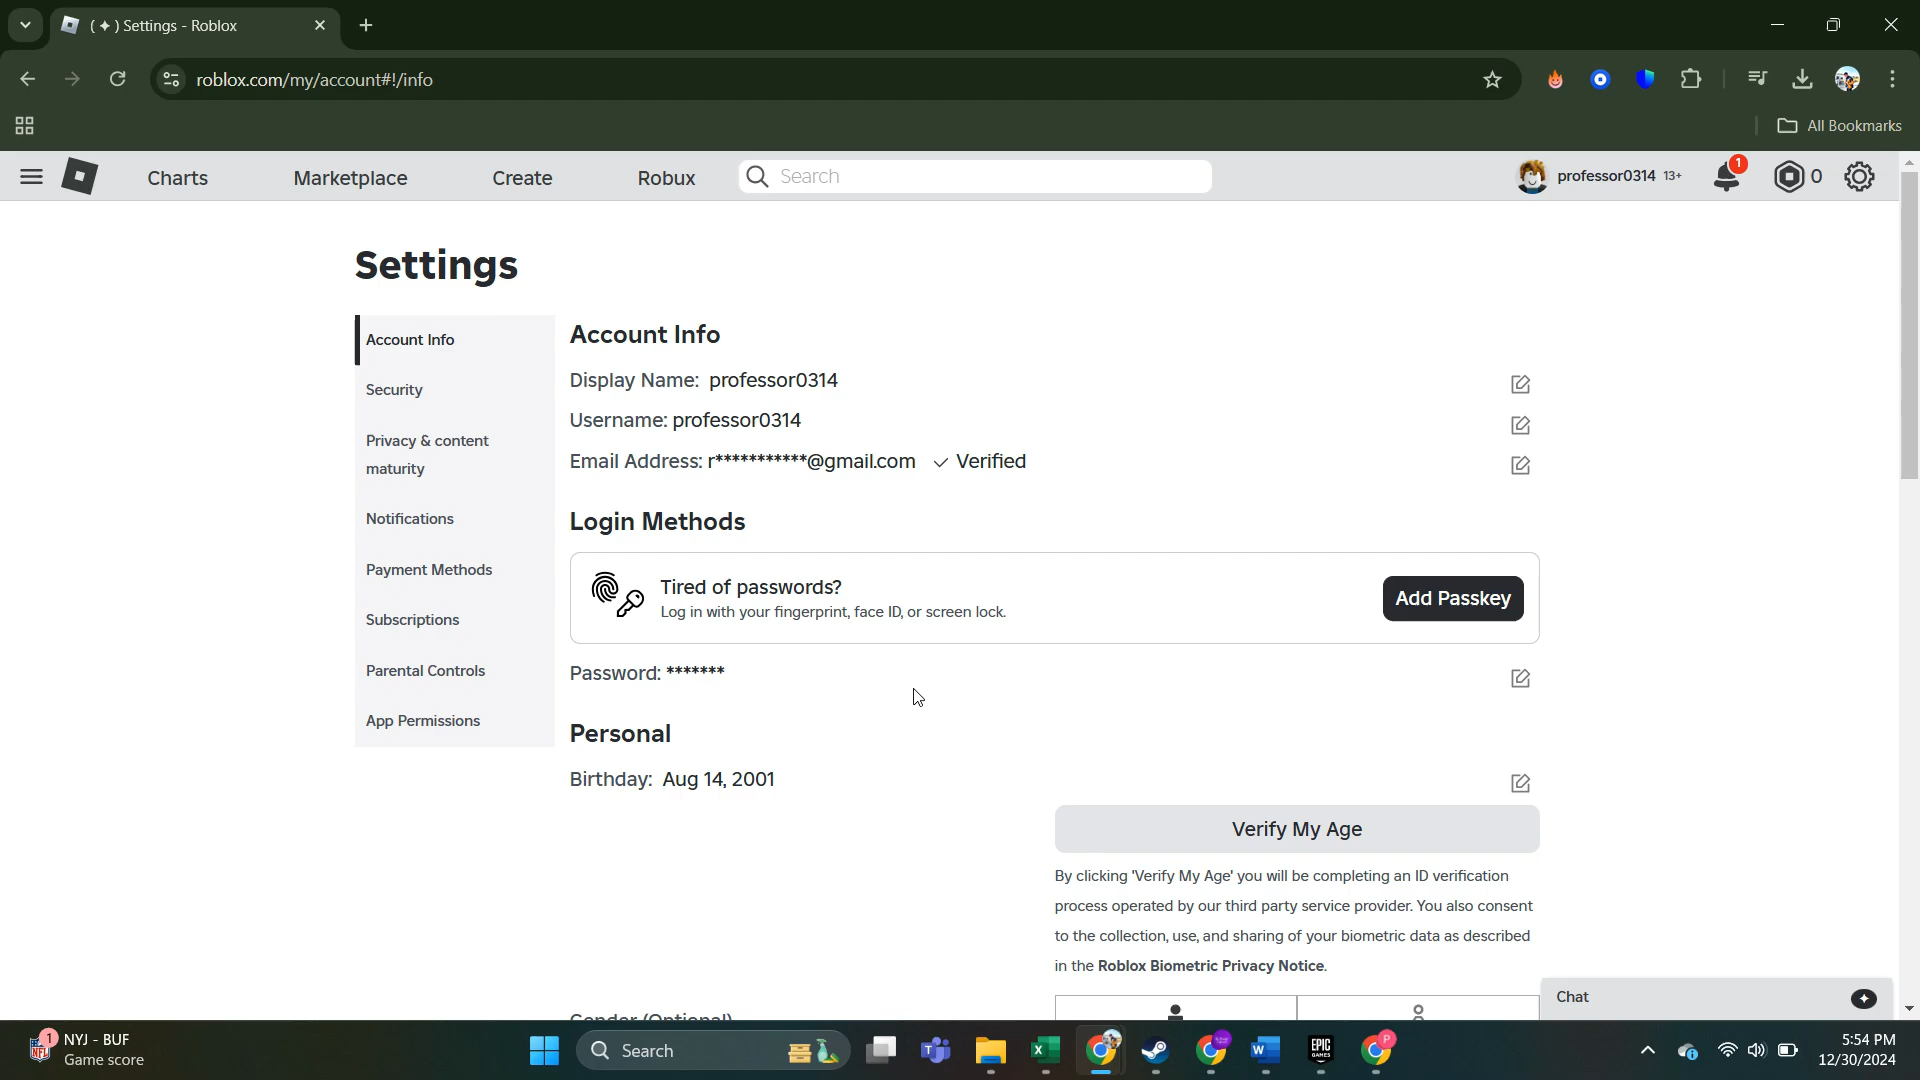 ( ✦ ) Settings - Roblox
roblox.com/my/account#!/info
All Bookmarks
Charts Marketplace Create Robux Search professor0314 13+ 1 0
Settings
Account Info
Security
Privacy & content
maturity
Notifications
Payment Methods
Subscriptions
Parental Controls
App Permissions
Account Info
Display Name: professor0314
Username: professor0314
Email Address: r************@gmail.com ✓ Verified
Login Methods
Tired of passwords?
Log in with your fingerprint, face ID, or screen lock.
Add Passkey
Password: *******
Personal
Birthday: Aug 14, 2001
Verify My Age
By clicking 'Verify My Age' you will be completing an ID verification
process operated by our third party service provider. You also consent
to the collection, use, and sharing of your biometric data as described
in the Roblox Biometric Privacy Notice.
Gender (Optional)
Chat
1
NFL
NYJ - BUF
Game score
Search
EPIC
GAMES
P
5:54 PM
12/30/2024